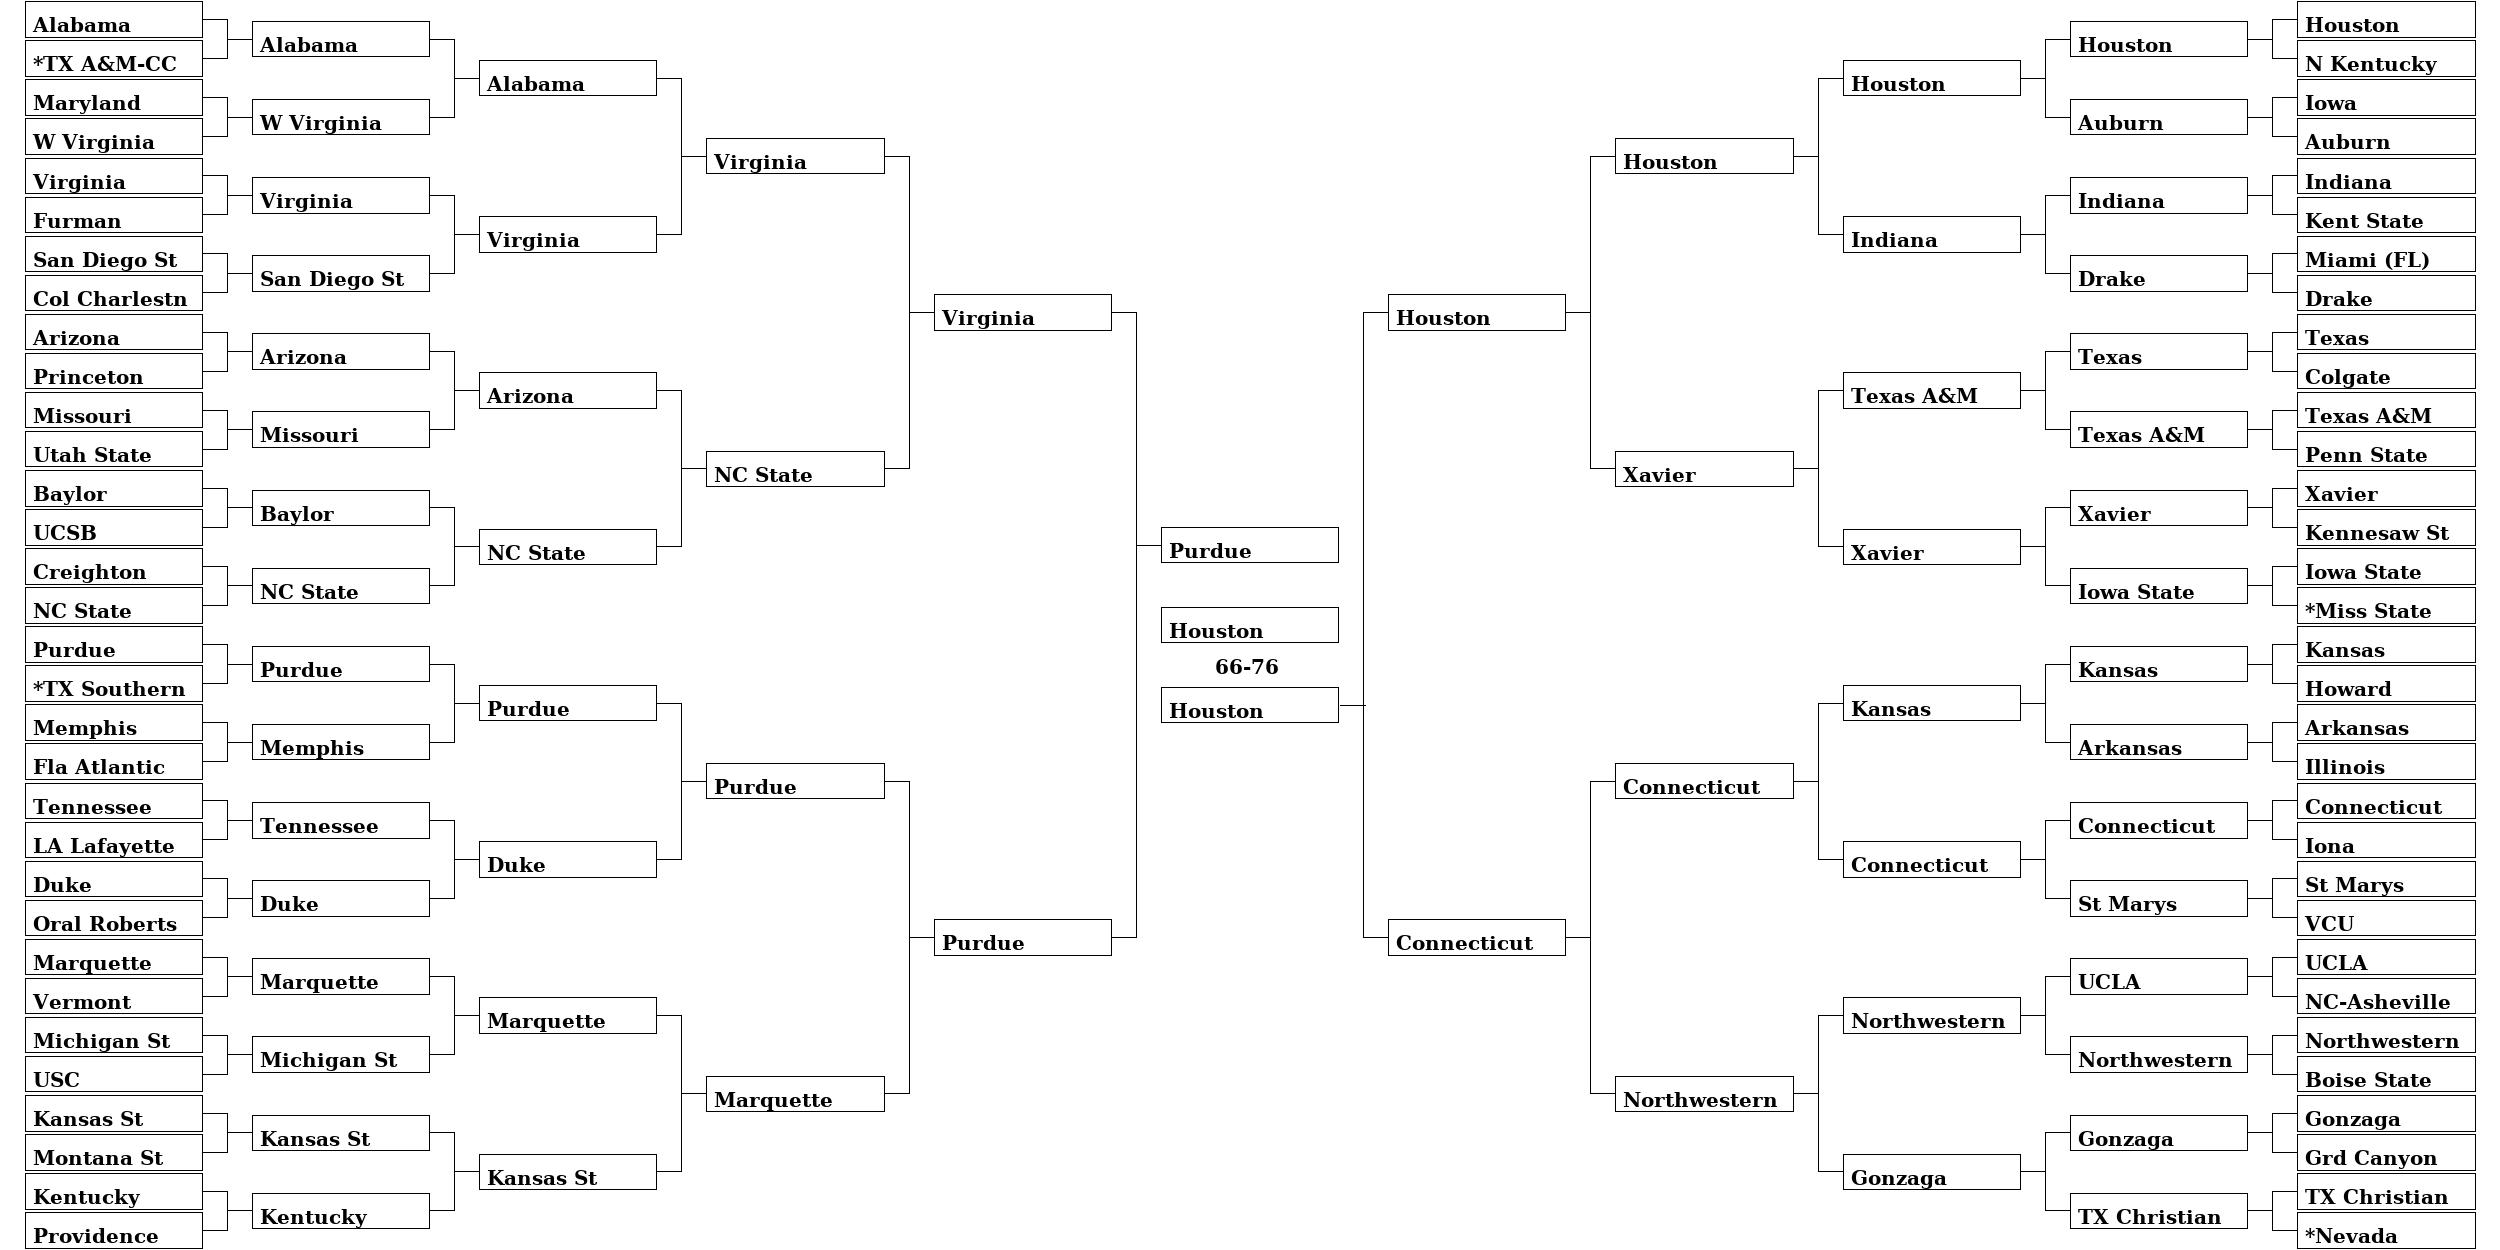 Alabama
*TX A&M-CC
Maryland
W Virginia
Virginia
Furman
San Diego St
Col Charlestn
Arizona
Princeton
Missouri
Utah State
Baylor
UCSB
Creighton
NC State
Purdue
*TX Southern
Memphis
Fla Atlantic
Tennessee
LA Lafayette
Duke
Oral Roberts
Marquette
Vermont
Michigan St
USC
Kansas St
Montana St
Kentucky
Providence
Alabama
W Virginia
Virginia
San Diego St
Arizona
Missouri
Baylor
NC State
Purdue
Memphis
Tennessee
Duke
Marquette
Michigan St
Kansas St
Kentucky
Alabama
Virginia
Arizona
NC State
Purdue
Duke
Marquette
Kansas St
Virginia
NC State
Purdue
Marquette
Virginia
Purdue
Purdue
Houston
66-76
Houston
Houston
Connecticut
Houston
Xavier
Connecticut
Northwestern
Houston
Indiana
Texas A&M
Xavier
Kansas
Connecticut
Northwestern
Gonzaga
Houston
Auburn
Indiana
Drake
Texas
Texas A&M
Xavier
Iowa State
Kansas
Arkansas
Connecticut
St Marys
UCLA
Northwestern
Gonzaga
TX Christian
Houston
N Kentucky
Iowa
Auburn
Indiana
Kent State
Miami (FL)
Drake
Texas
Colgate
Texas A&M
Penn State
Xavier
Kennesaw St
Iowa State
*Miss State
Kansas
Howard
Arkansas
Illinois
Connecticut
Iona
St Marys
VCU
UCLA
NC-Asheville
Northwestern
Boise State
Gonzaga
Grd Canyon
TX Christian
*Nevada